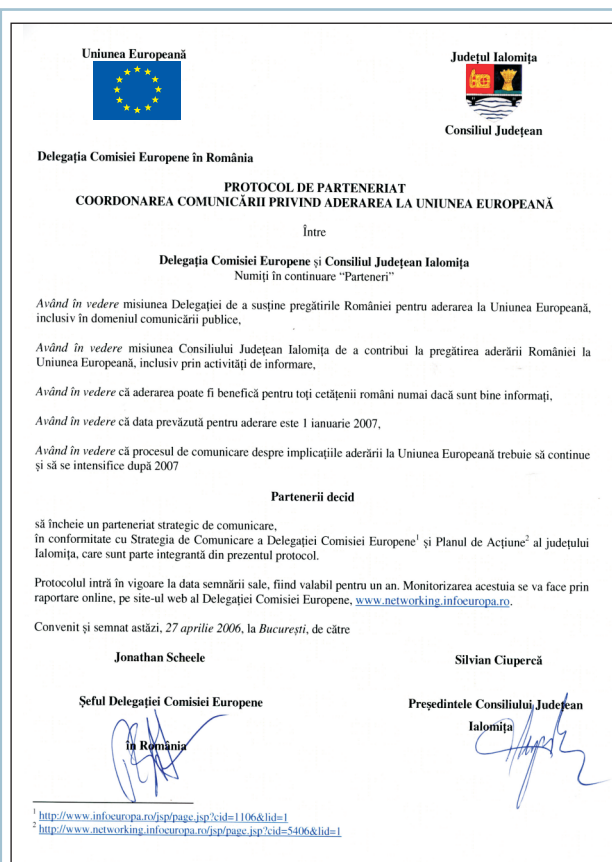 Uniunea Europeană
Județul Ialomița
Consiliul Județean
Delegația Comisiei Europene în România
PROTOCOL DE PARTENERIAT
COORDONAREA COMUNICĂRII PRIVIND ADERAREA LA UNIUNEA EUROPEANĂ
Între
Delegația Comisiei Europene și Consiliul Județean Ialomița
Numiți în continuare “Parteneri”
Având în vedere misiunea Delegației de a susține pregătirile României pentru aderarea la Uniunea Europeană,
inclusiv în domeniul comunicării publice,
Având în vedere misiunea Consiliului Județean Ialomița de a contribui la pregătirea aderării României la
Uniunea Europeană, inclusiv prin activități de informare,
Având în vedere că aderarea poate fi benefică pentru toți cetățenii români numai dacă sunt bine informați,
Având în vedere că data prevăzută pentru aderare este 1 ianuarie 2007,
Având în vedere că procesul de comunicare despre implicațiile aderării la Uniunea Europeană trebuie să continue
și să se intensifice după 2007
Partenerii decid
să încheie un parteneriat strategic de comunicare,
în conformitate cu Strategia de Comunicare a Delegației Comisiei Europene¹ și Planul de Acțiune² al județului
Ialomița, care sunt parte integrantă din prezentul protocol.
Protocolul intră în vigoare la data semnării sale, fiind valabil pentru un an. Monitorizarea acestuia se va face prin
raportare online, pe site-ul web al Delegației Comisiei Europene, www.networking.infoeuropa.ro.
Convenit și semnat astăzi, 27 aprilie 2006, la București, de către
Jonathan Scheele
Silvian Ciupercă
Șeful Delegației Comisiei Europene
în România
Președintele Consiliului Județean
Ialomița
¹ http://www.infoeuropa.ro/jsp/page.jsp?cid=1106&lid=1
² http://www.networking.infoeuropa.ro/jsp/page.jsp?cid=5406&lid=1